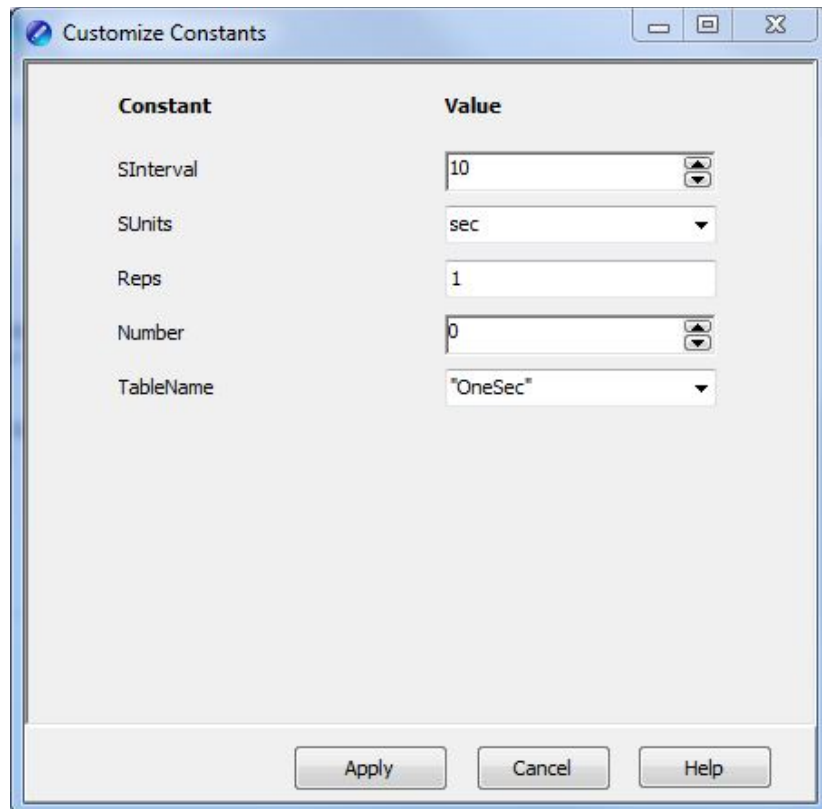 Customize Constants
Constant Value
SInterval 10
SUnits sec
Reps 1
Number 0
TableName "OneSec"
Apply Cancel Help